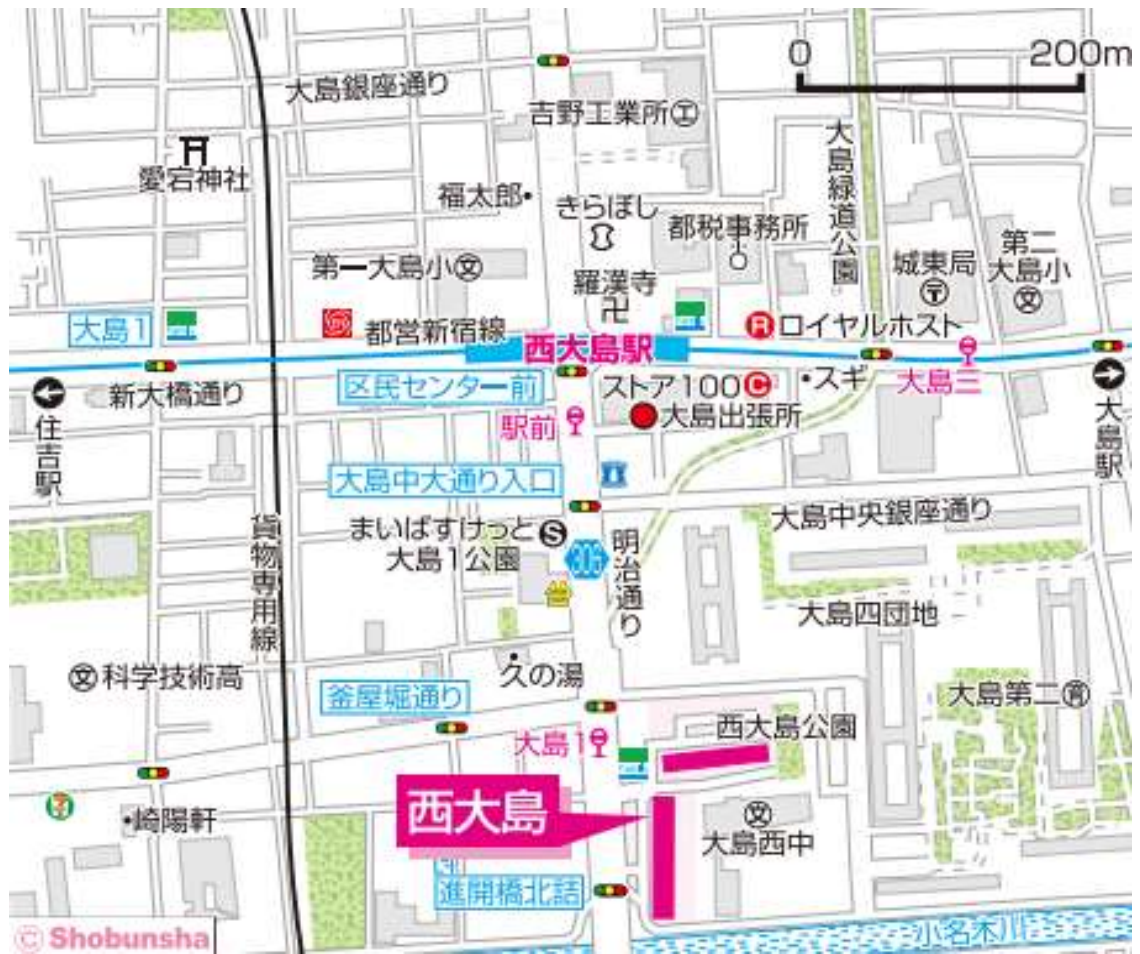 0 200m
大島銀座通り
吉野工業所工
愛宕神社
福太郎
きらぼし
都税事務所
大島緑道公園
第一大島小文
羅漢寺
卍
城東局
〒
第二
大島小
文
大島1
都営新宿線
西大島駅
R ロイヤルホスト
新大橋通り
区民センター前
ストア100 C
スギ
大島三
住吉駅
駅前
大島出張所
大島駅
大島中大通り入口
大島中央銀座通り
まいばすけっと S
大島1公園
306
明治通り
貨物専用線
大島四団地
文科学技術高
久の湯
釜屋堀通り
大島第二
西大島公園
大島1
7
崎陽軒
西大島
文
大島西中
進開橋北詰
小名木川
© Shobunsha